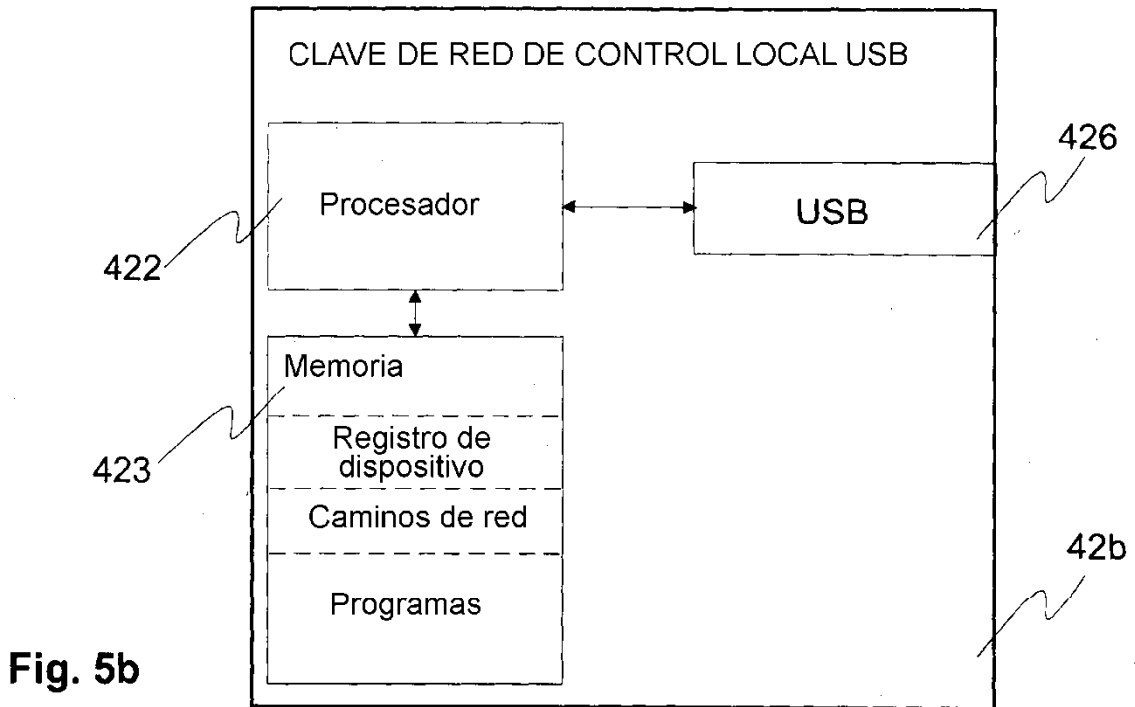 CLAVE DE RED DE CONTROL LOCAL USB
426
Procesador
USB
422
Memoria
Registro de
dispositivo
423
Caminos de red
42b
Programas
Fig. 5b